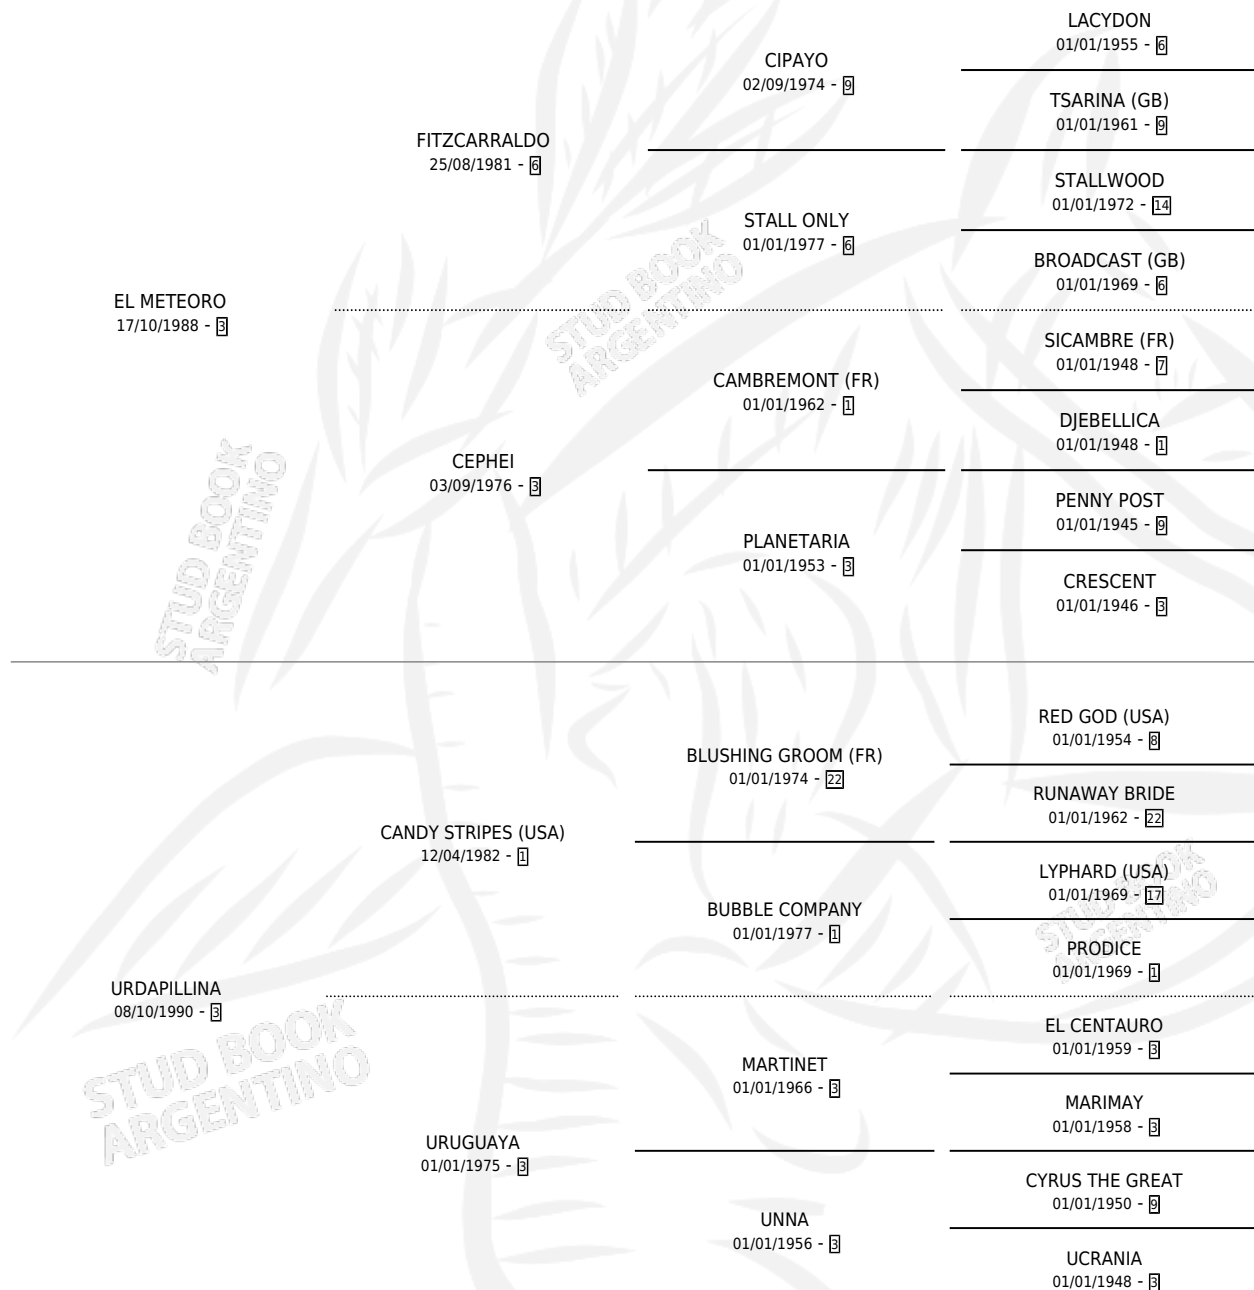 LACYDON
01/01/1955 - 6
CIPAYO
02/09/1974 - 9
TSARINA (GB)
01/01/1961 - 9
FITZCARRALDO
25/08/1981 - 6
STALLWOOD
01/01/1972 - 14
STALL ONLY
01/01/1977 - 6
BROADCAST (GB)
01/01/1969 - 6
EL METEORO
17/10/1988 - 3
STUD BOOK
ARGENTINO
SICAMBRE (FR)
01/01/1948 - 7
CAMBREMONT (FR)
01/01/1962 - 1
DJEBELLICA
01/01/1948 - 1
CEPHEI
03/09/1976 - 3
PENNY POST
01/01/1945 - 9
PLANETARIA
01/01/1953 - 3
CRESCENT
01/01/1946 - 3
STUD BOOK
ARGENTINO
RED GOD (USA)
01/01/1954 - 8
BLUSHING GROOM (FR)
01/01/1974 - 22
RUNAWAY BRIDE
01/01/1962 - 22
CANDY STRIPES (USA)
12/04/1982 - 1
LYPHARD (USA)
01/01/1969 - 17
BUBBLE COMPANY
01/01/1977 - 1
STUD BOOK
ARGENTINO
PRODICE
01/01/1969 - 1
URDAPILLINA
08/10/1990 - 3
EL CENTAURO
01/01/1959 - 3
STUD BOOK
ARGENTINO
MARTINET
01/01/1966 - 3
MARIMAY
01/01/1958 - 3
URUGUAYA
01/01/1975 - 3
CYRUS THE GREAT
01/01/1950 - 9
UNNA
01/01/1956 - 3
UCRANIA
01/01/1948 - 3